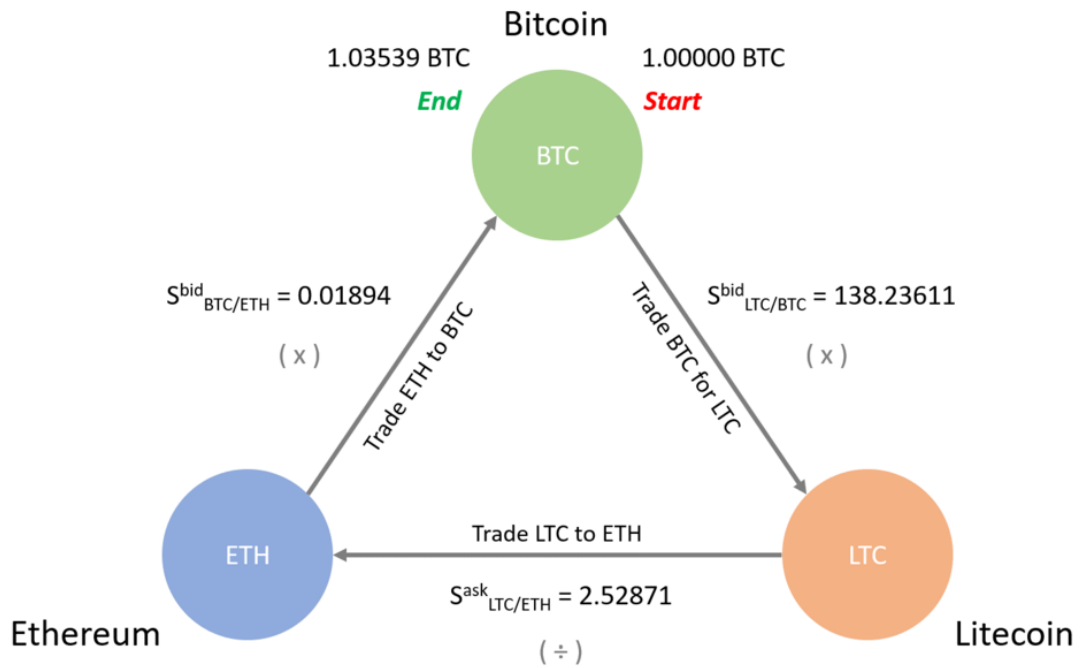 Bitcoin
1.03539 BTC
1.00000 BTC
End
Start
BTC
S^bid_BTC/ETH = 0.01894
( x )
Trade ETH to BTC
Trade BTC for LTC
S^bid_LTC/BTC = 138.23611
( x )
Trade LTC to ETH
ETH
LTC
S^ask_LTC/ETH = 2.52871
( ÷ )
Ethereum
Litecoin